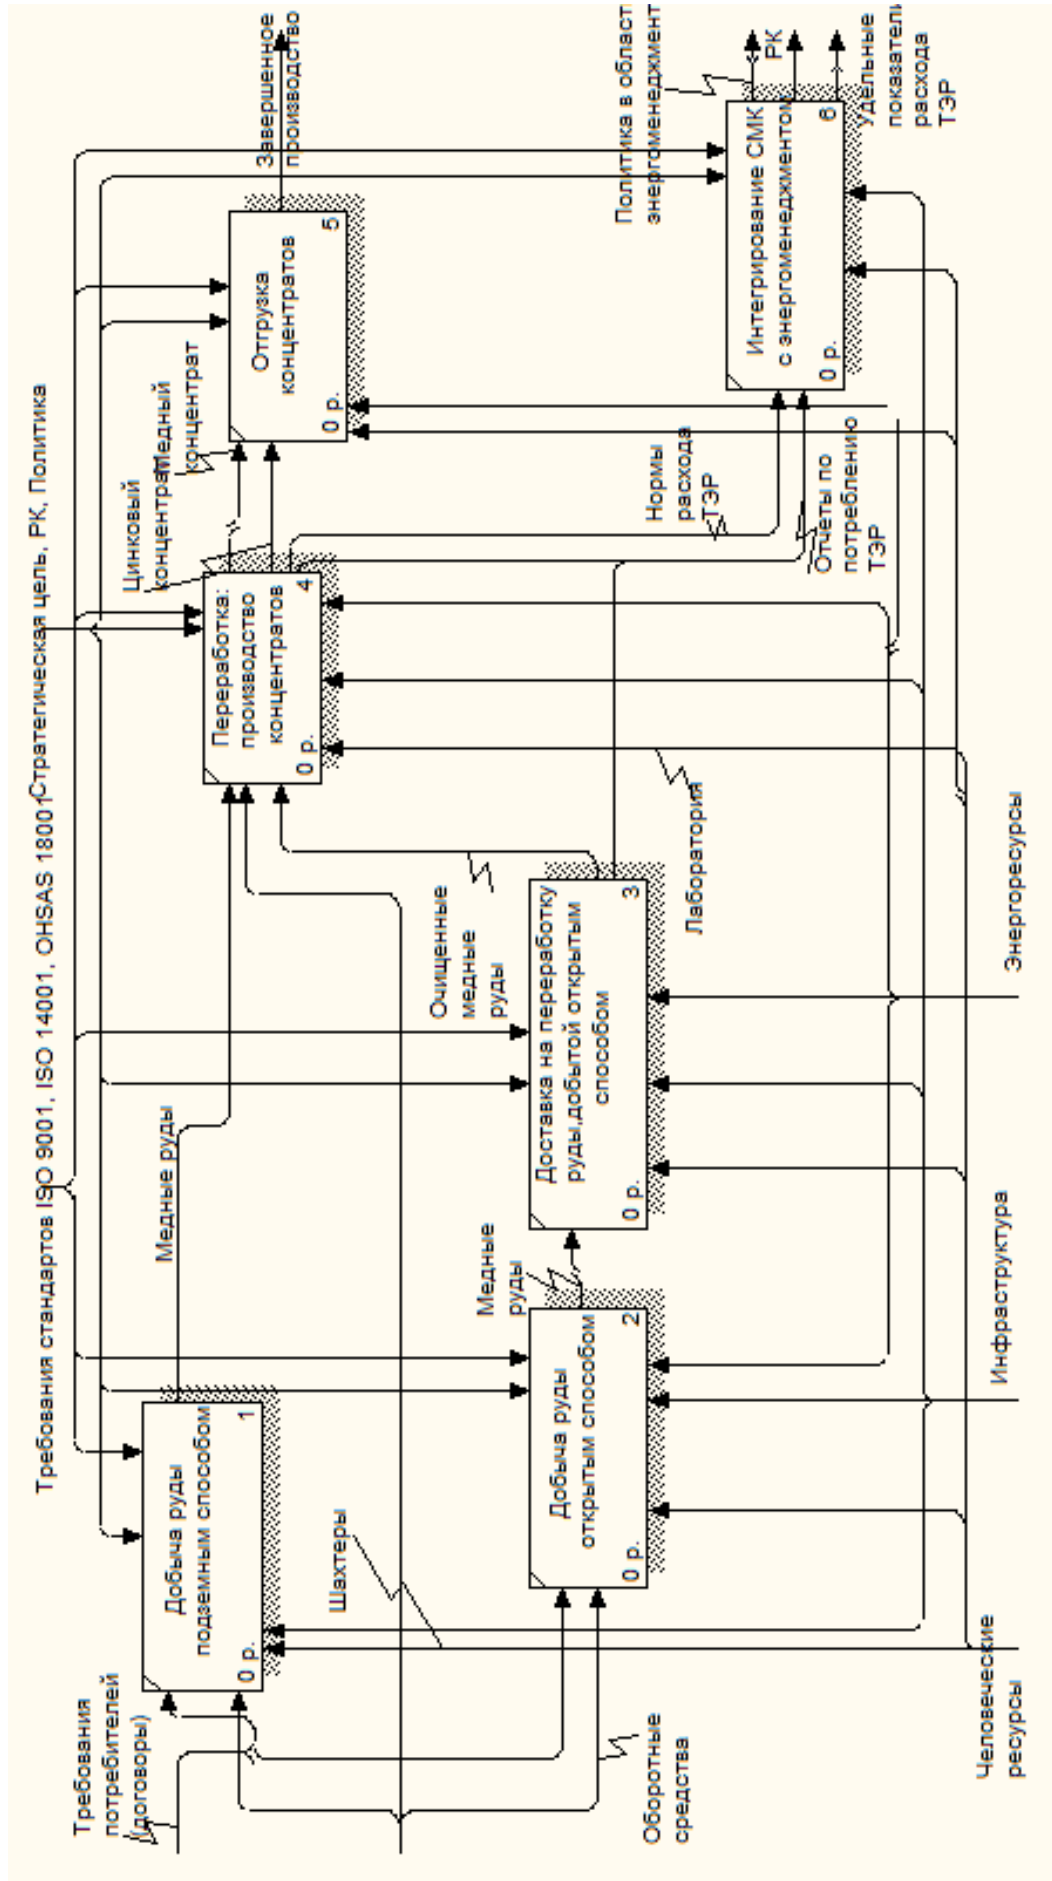 Требования стандартов ISO 9001, ISO 14001, OHSAS 18001
Стратегическая цель, РК, Политика
Требования
потребителей
(договоры)
Добыча руды
подземным способом
0 р.
1
Медные руды
Шахтеры
Оборотные
средства
Добыча руды
открытым способом
0 р.
2
Медные
руды
Доставка на переработку
руды,добытой открытым
способом
0 р.
3
Очищенные
медные
руды
Переработка:
производство
концентратов
0 р.
4
Цинковый
концентрат
Медный
концентрат
Отгрузка
концентратов
0 р.
5
Завершенное
производство
Лаборатория
Нормы
расхода
ТЭР
Отчеты по
потреблению
ТЭР
Интегрирование СМК
с энергоменеджментом
0 р.
6
Политика в област
энергоменеджмент
РК
Удельные
показатели
расхода
ТЭР
Человеческие
ресурсы
Инфраструктура
Энергоресурсы